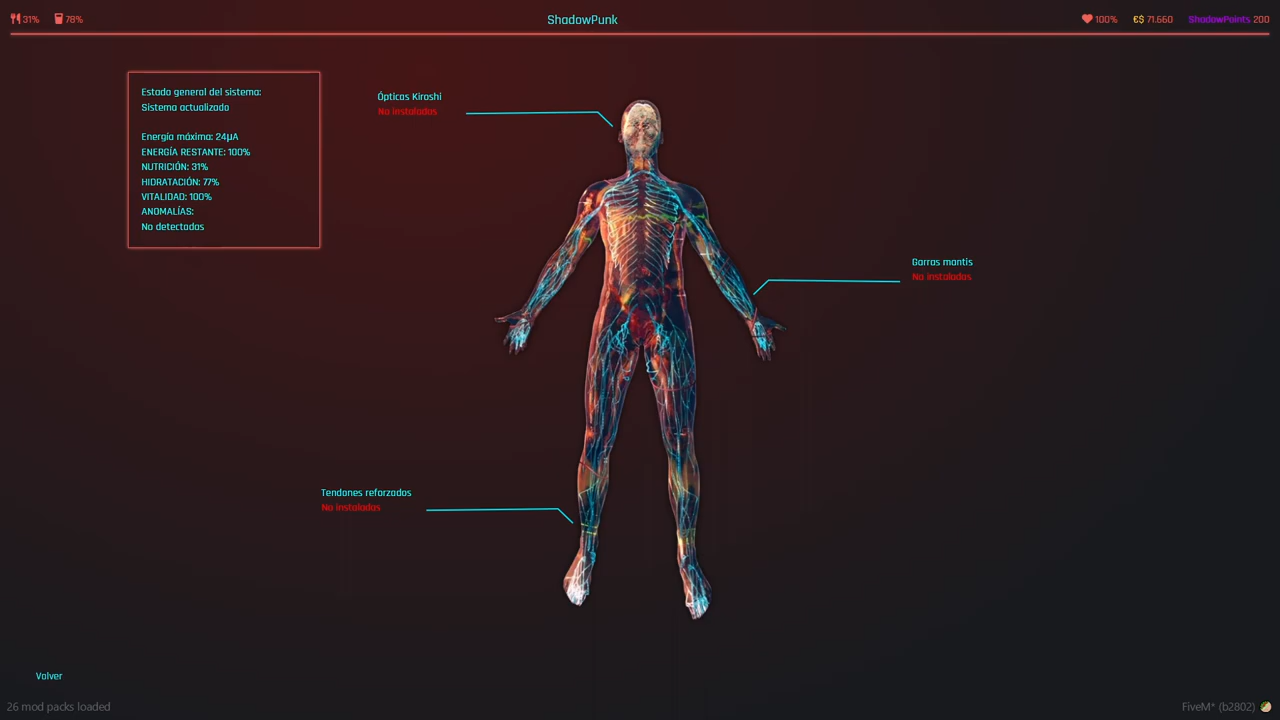 31%
78%
ShadowPunk
100%
€$ 71.660
ShadowPoints 200
Estado general del sistema:
Sistema actualizado
Energía máxima: 24µA
ENERGÍA RESTANTE: 100%
NUTRICIÓN: 31%
HIDRATACIÓN: 77%
VITALIDAD: 100%
ANOMALÍAS:
No detectadas
Ópticas Kiroshi
No instaladas
Garras mantis
No instaladas
Tendones reforzados
No instalados
Volver
26 mod packs loaded
FiveM* (b2802)